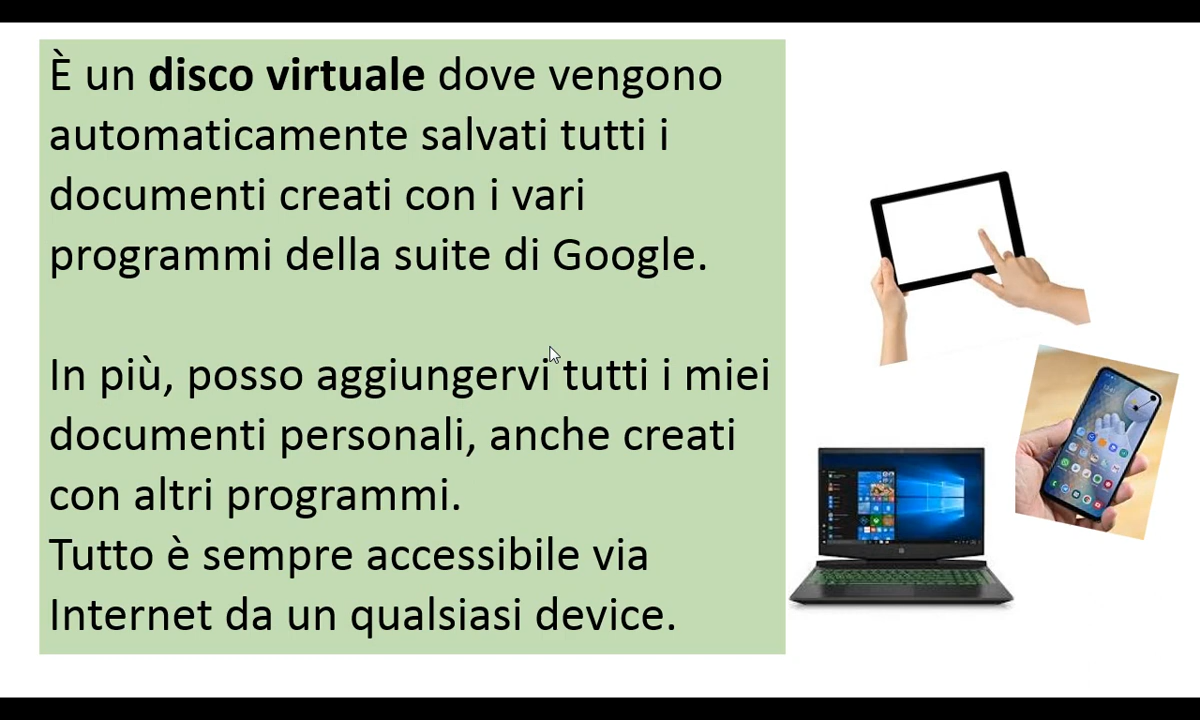 È un disco virtuale dove vengono
automaticamente salvati tutti i
documenti creati con i vari
programmi della suite di Google.
In più, posso aggiungervi tutti i miei
documenti personali, anche creati
con altri programmi.
Tutto è sempre accessibile via
Internet da un qualsiasi device.